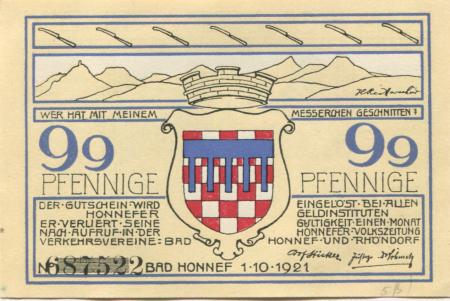 WER HAT MIT MEINEM MESSERCHEN GESCHNITTEN?
99 99
PFENNIGE PFENNIGE
DER·GUTSCHEIN·WIRD EINGELÖST·BEI·ALLEN
HONNEFER GELDINSTITUTEN
ER·VERLIERT·SEINE GÜLTIGKEIT·EINEN·MONAT
NACH·AUFRUF·IN·DER HONNEFER·VOLKSZEITUNG
VERKEHRSVEREINE: BAD HONNEF·UND·RHÖNDORF
No 687522 BAD HONNEF 1·10·1921